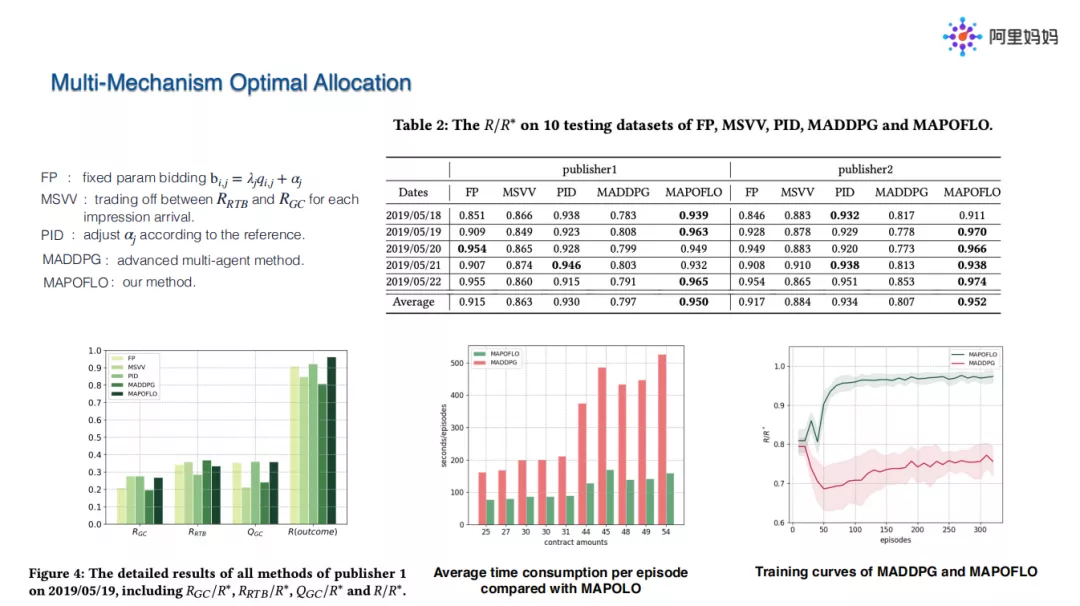 阿里妈妈
Multi-Mechanism Optimal Allocation
Table 2: The R/R* on 10 testing datasets of FP, MSVV, PID, MADDPG and MAPOFLO.
FP : fixed param bidding b_{i,j} = λ_j q_{i,j} + α_j
MSVV : trading off between R_{RTB} and R_{GC} for each
impression arrival.
PID : adjust α_j according to the reference.
MADDPG : advanced multi-agent method.
MAPOFLO : our method.
publisher1 publisher2
Dates FP MSVV PID MADDPG MAPOFLO FP MSVV PID MADDPG MAPOFLO
2019/05/18 0.851 0.866 0.938 0.783 0.939 0.846 0.883 0.932 0.817 0.911
2019/05/19 0.909 0.849 0.923 0.808 0.963 0.928 0.878 0.929 0.778 0.970
2019/05/20 0.954 0.865 0.928 0.799 0.949 0.949 0.883 0.920 0.773 0.966
2019/05/21 0.907 0.874 0.946 0.803 0.932 0.908 0.910 0.938 0.813 0.938
2019/05/22 0.955 0.860 0.915 0.791 0.965 0.954 0.865 0.951 0.853 0.974
Average 0.915 0.863 0.930 0.797 0.950 0.917 0.884 0.934 0.807 0.952
1.0
0.9
0.8
0.7
0.6
0.5
0.4
0.3
0.2
0.1
0.0
FP
MSVV
PID
MADDPG
MAPOFLO
R_{GC} R_{RTB} Q_{GC} R(outcome)
Figure 4: The detailed results of all methods of publisher 1
on 2019/05/19, including R_{GC}/R*, R_{RTB}/R*, Q_{GC}/R* and R/R*.
seconds/episodes
500
400
300
200
100
0
MAPOFLO
MADDPG
25 27 30 30 31 44 45 48 49 54
contract amounts
Average time consumption per episode
compared with MAPOLO
R/R*
1.0
0.9
0.8
0.7
0.6
MAPOFLO
MADDPG
0 50 100 150 200 250 300
episodes
Training curves of MADDPG and MAPOFLO